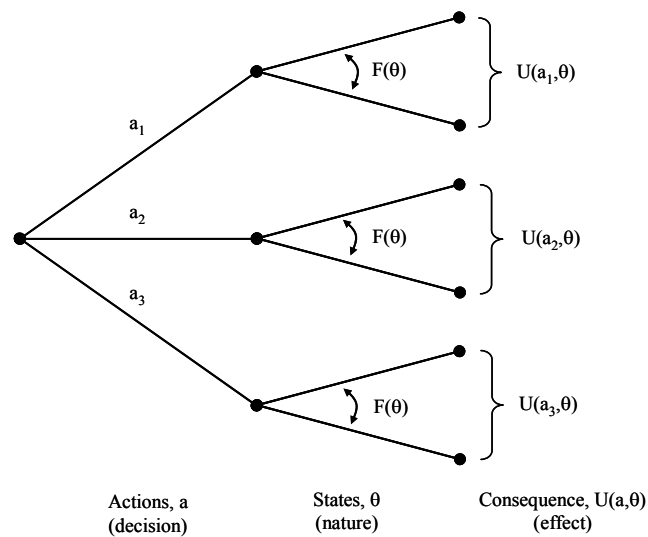 F(θ)
U(a₁,θ)
a₁
a₂
F(θ)
U(a₂,θ)
a₃
F(θ)
U(a₃,θ)
Actions, a
(decision)
States, θ
(nature)
Consequence, U(a,θ)
(effect)